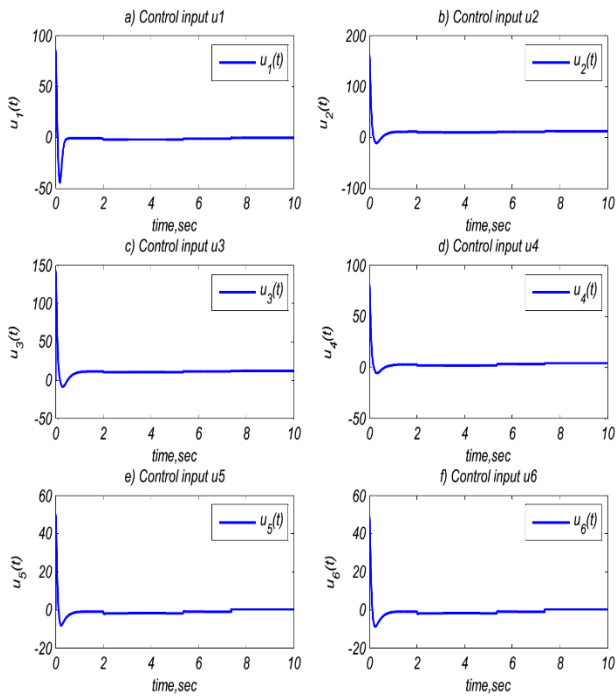 a) Control input u1
100
50
0
-50
u1(t)
u1(t)
0 2 4 6 8 10
time,sec
b) Control input u2
200
100
0
-100
u2(t)
u2(t)
0 2 4 6 8 10
time,sec
c) Control input u3
150
100
50
0
-50
u3(t)
u3(t)
0 2 4 6 8 10
time,sec
d) Control input u4
100
50
0
-50
u4(t)
u4(t)
0 2 4 6 8 10
time,sec
e) Control input u5
60
40
20
0
-20
u5(t)
u5(t)
0 2 4 6 8 10
time,sec
f) Control input u6
60
40
20
0
-20
u6(t)
u6(t)
0 2 4 6 8 10
time,sec